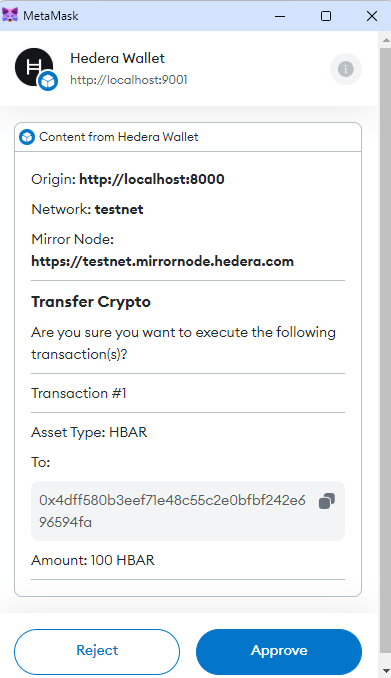 MetaMask
Hedera Wallet
http://localhost:9001
Content from Hedera Wallet
Origin: http://localhost:8000
Network: testnet
Mirror Node:
https://testnet.mirrornode.hedera.com
Transfer Crypto
Are you sure you want to execute the following
transaction(s)?
Transaction #1
Asset Type: HBAR
To:
0x4dff580b3eef71e48c55c2e0bfbf242e6
96594fa
Amount: 100 HBAR
Reject
Approve